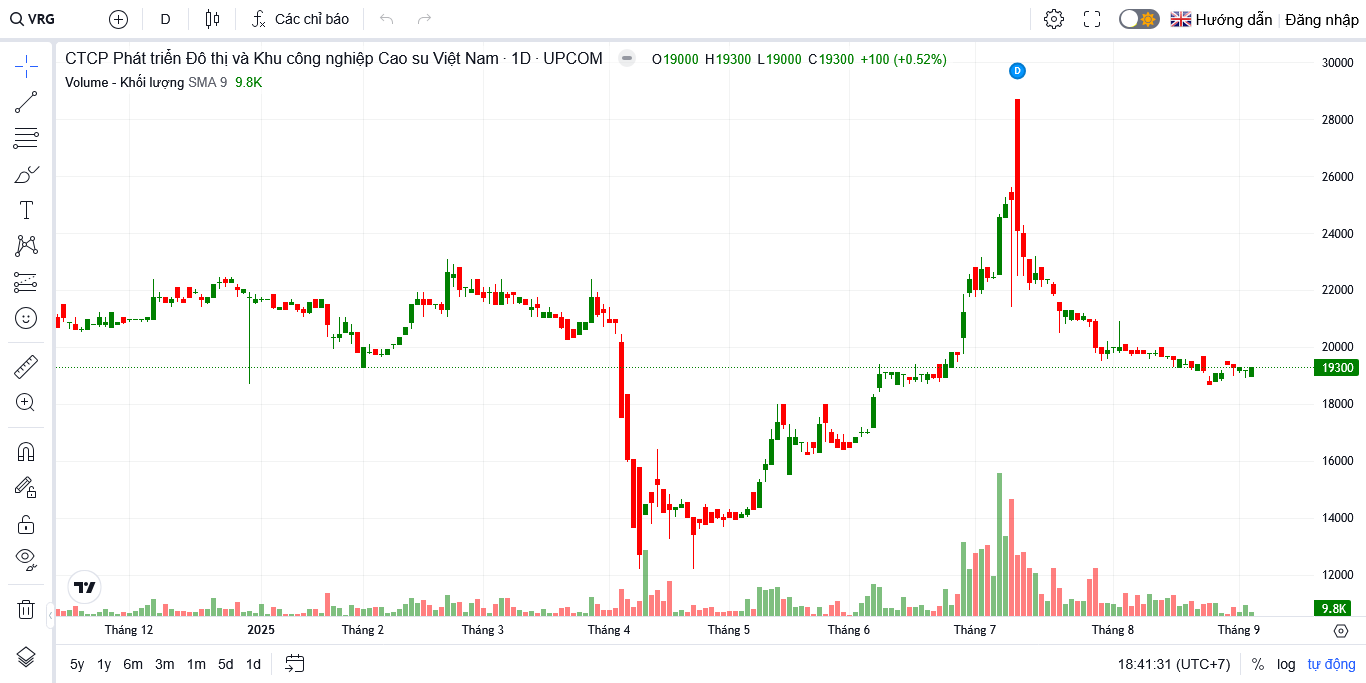 VRG D Các chỉ báo Hướng dẫn Đăng nhập
CTCP Phát triển Đô thị và Khu công nghiệp Cao su Việt Nam · 1D · UPCOM O19000 H19300 L19000 C19300 +100 (+0.52%)
Volume - Khối lượng SMA 9 9.8K
D
30000
28000
26000
24000
22000
20000
19300
18000
16000
14000
12000
9.8K
Tháng 12 2025 Tháng 2 Tháng 3 Tháng 4 Tháng 5 Tháng 6 Tháng 7 Tháng 8 Tháng 9
5y 1y 6m 3m 1m 5d 1d 18:41:31 (UTC+7) % log tự động